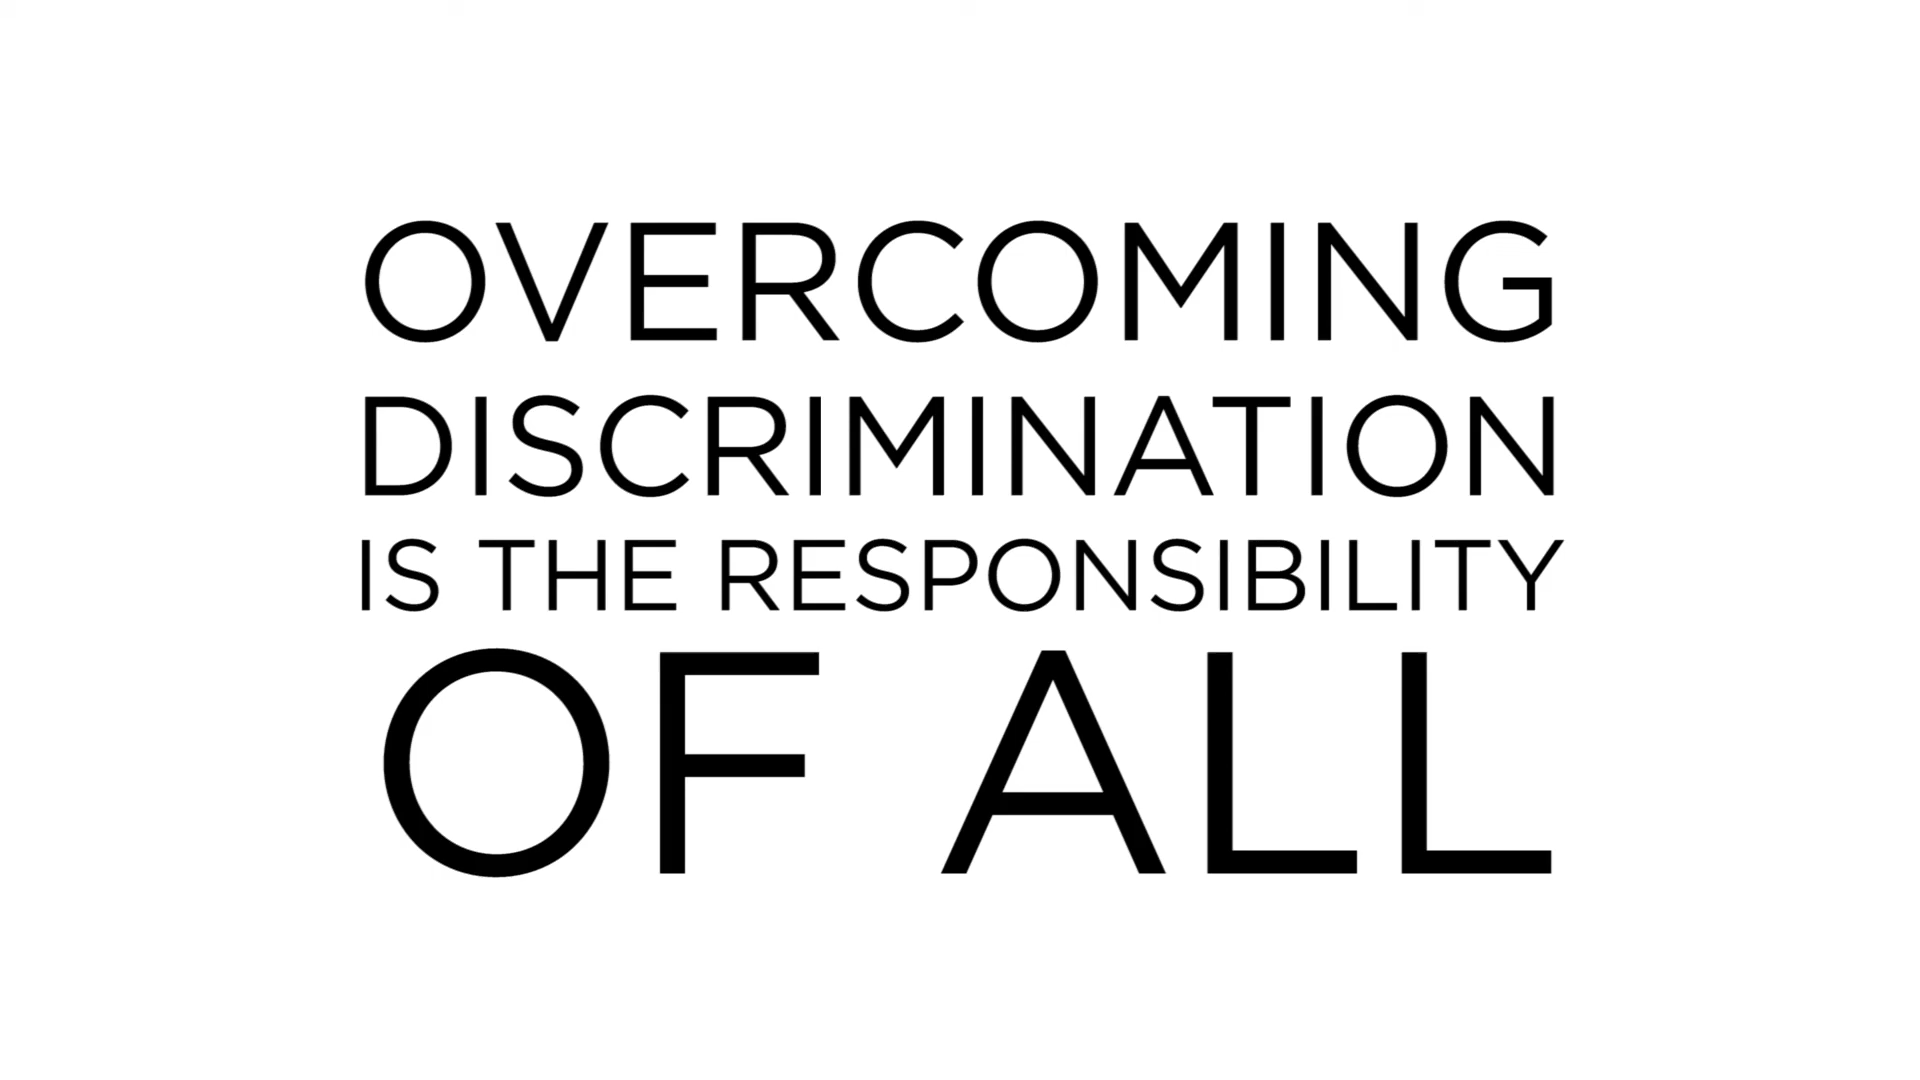 OVERCOMING
DISCRIMINATION
IS THE RESPONSIBILITY
OF ALL